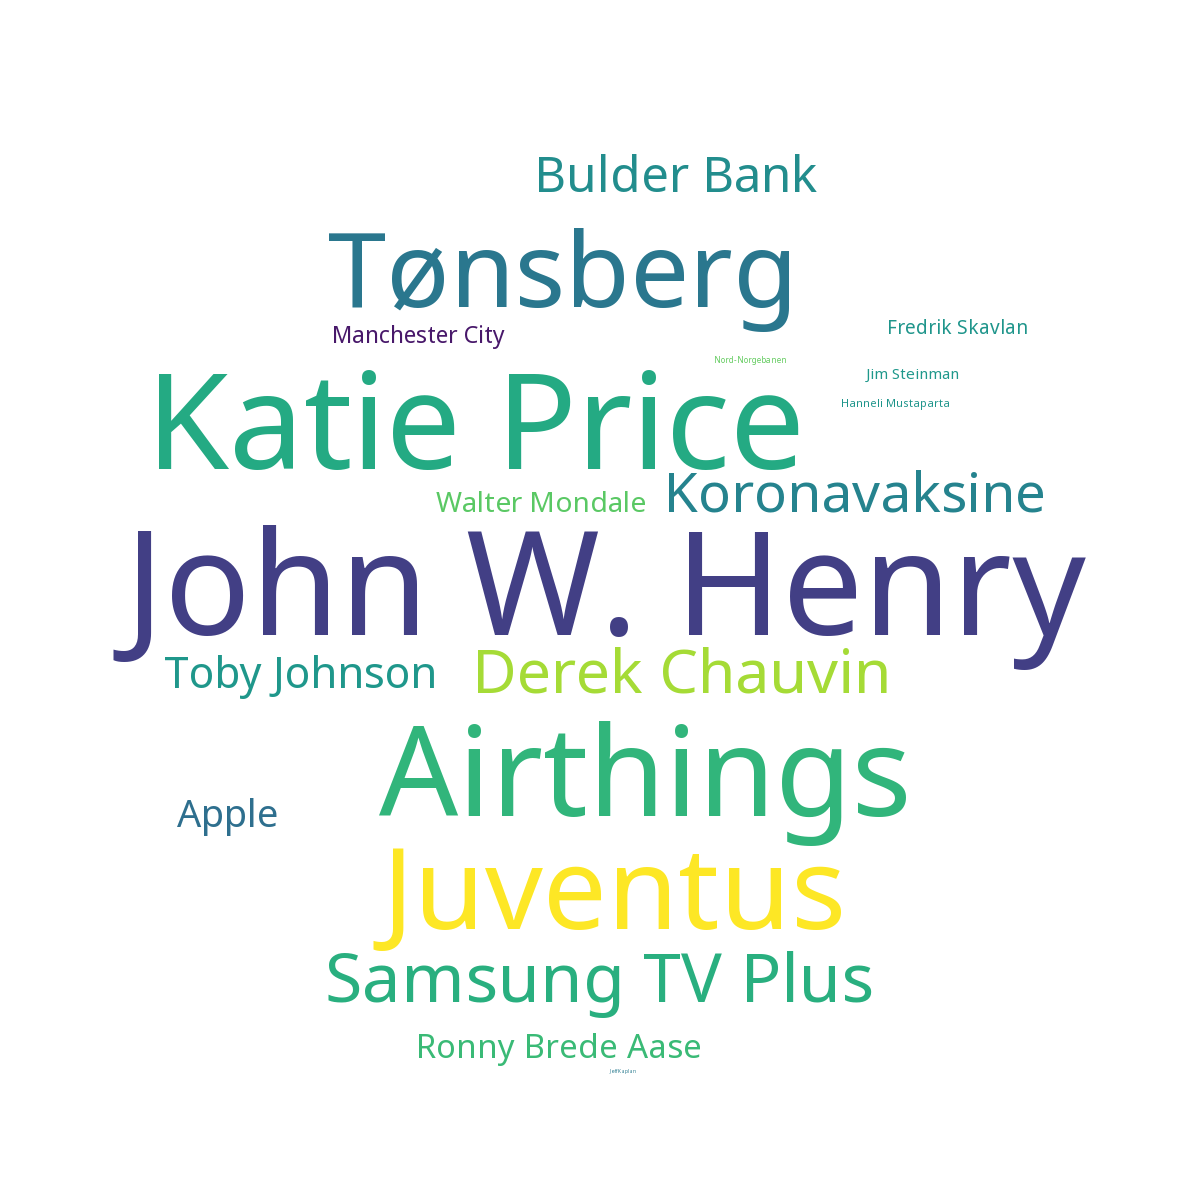 Bulder Bank
Tønsberg
Fredrik Skavlan
Manchester City
Nord-Norgebanen
Jim Steinman
Katie Price
Hanneli Mustaparta
Walter Mondale
Koronavaksine
John W. Henry
Toby Johnson
Derek Chauvin
Airthings
Apple
Juventus
Samsung TV Plus
Ronny Brede Aase
Jeff Kaplan